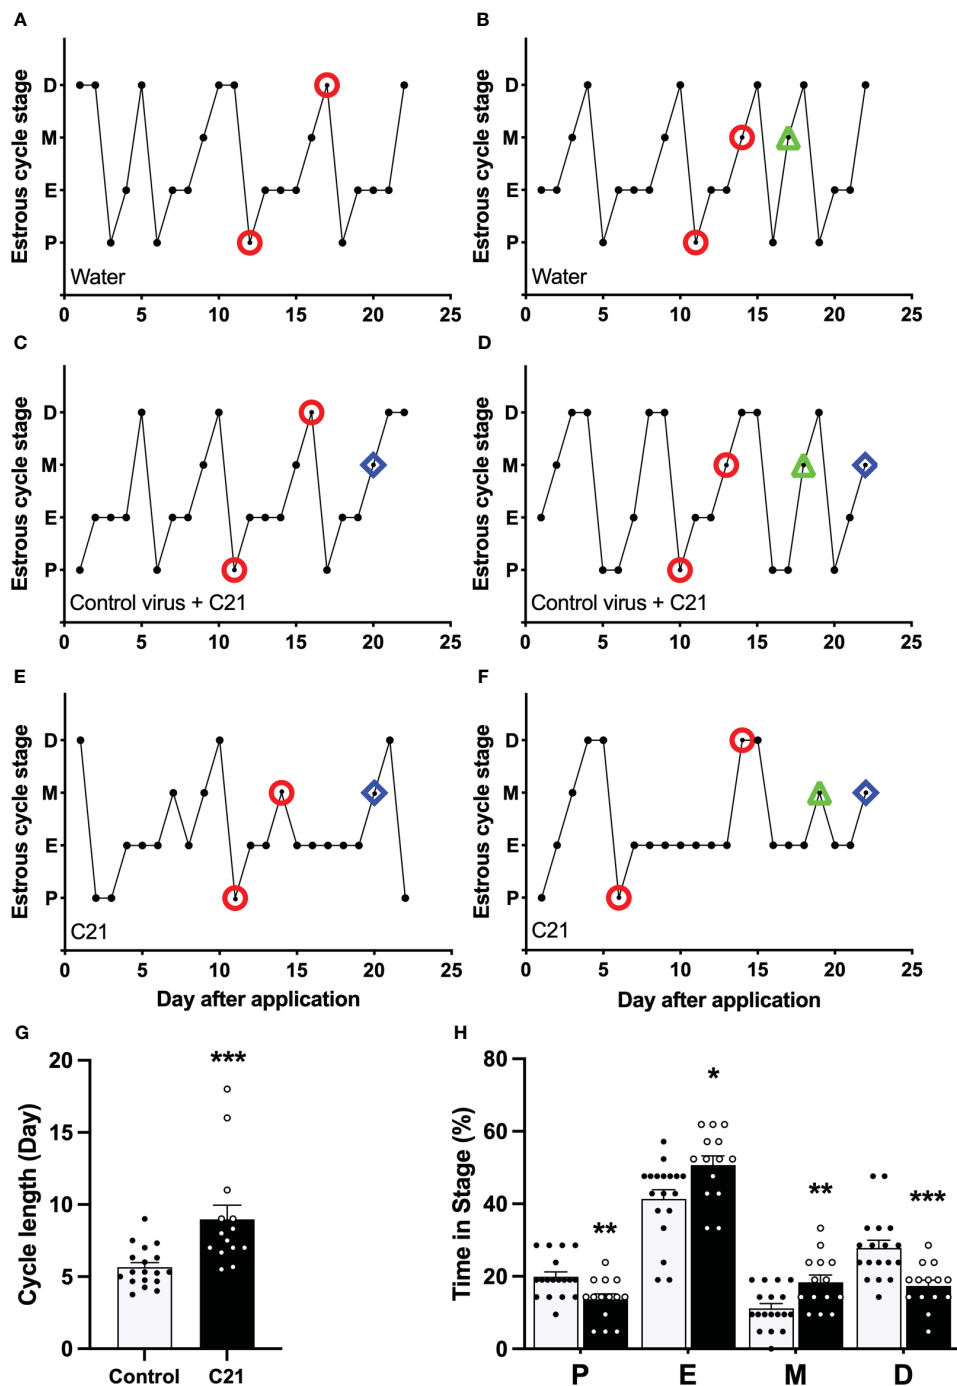 A
B
Estrous cycle stage
D
M
E
P
Water
0 5 10 15 20 25
Estrous cycle stage
D
M
E
P
Water
0 5 10 15 20 25
C
D
Estrous cycle stage
D
M
E
P
Control virus + C21
0 5 10 15 20 25
Estrous cycle stage
D
M
E
P
Control virus + C21
0 5 10 15 20 25
E
F
Estrous cycle stage
D
M
E
P
C21
0 5 10 15 20 25
Day after application
Estrous cycle stage
D
M
E
P
C21
0 5 10 15 20 25
Day after application
G
Cycle length (Day)
20
15
10
5
0
***
Control C21
H
Time in Stage (%)
80
60
40
20
0
**
*
**
***
P E M D